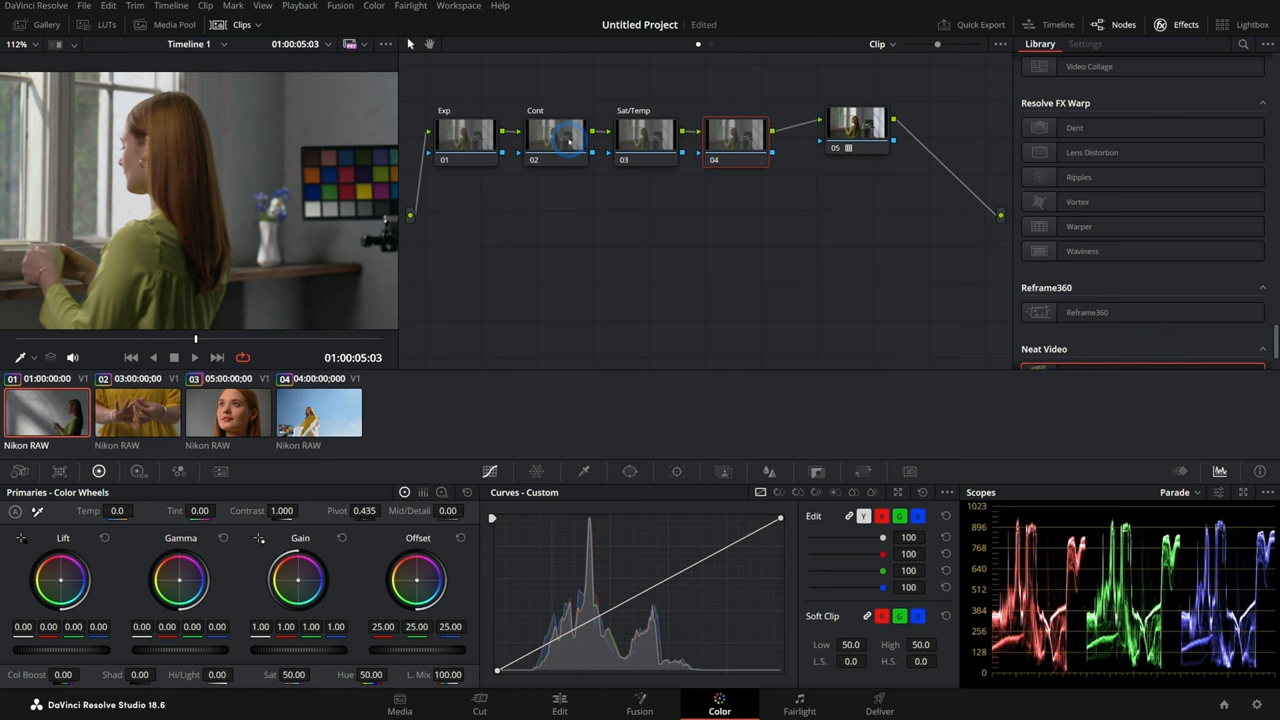 DaVinci Resolve File Edit Trim Timeline Clip Mark View Playback Fusion Color Fairlight Workspace Help
Gallery LUTs Media Pool Clips Untitled Project Edited Quick Export Timeline Nodes Effects Lightbox
112% Timeline 1 01:00:05:03 Clip Library Settings
Video Collage
Resolve FX Warp
Dent
Lens Distortion
Ripples
Vortex
Warper
Waviness
Reframe360
Reframe360
Neat Video
Exp Cont Sat/Temp
01 02 03 04 05
01:00:05:03
01 01:00:00:00 V1 02 03:00:00;00 V1 03 05:00:00;00 V1 04 04:00:00;000 V1
Nikon RAW Nikon RAW Nikon RAW Nikon RAW
Primaries - Color Wheels
Temp 0.0 Tint 0.00 Contrast 1.000 Pivot 0.435 Mid/Detail 0.00
Lift Gamma Gain Offset
0.00 0.00 0.00 0.00 0.00 0.00 0.00 0.00 1.00 1.00 1.00 1.00 25.00 25.00 25.00
Col Boost 0.00 Shad 0.00 Hi/Light 0.00 Sat 50.00 Hue 50.00 L. Mix 100.00
Curves - Custom
Edit Y R G B
100
100
100
100
Soft Clip R G B
Low 50.0 High 50.0
L.S. 0.0 H.S. 0.0
Scopes Parade
1023
896
768
640
512
384
256
128
0
DaVinci Resolve Studio 18.6 Media Cut Edit Fusion Color Fairlight Deliver